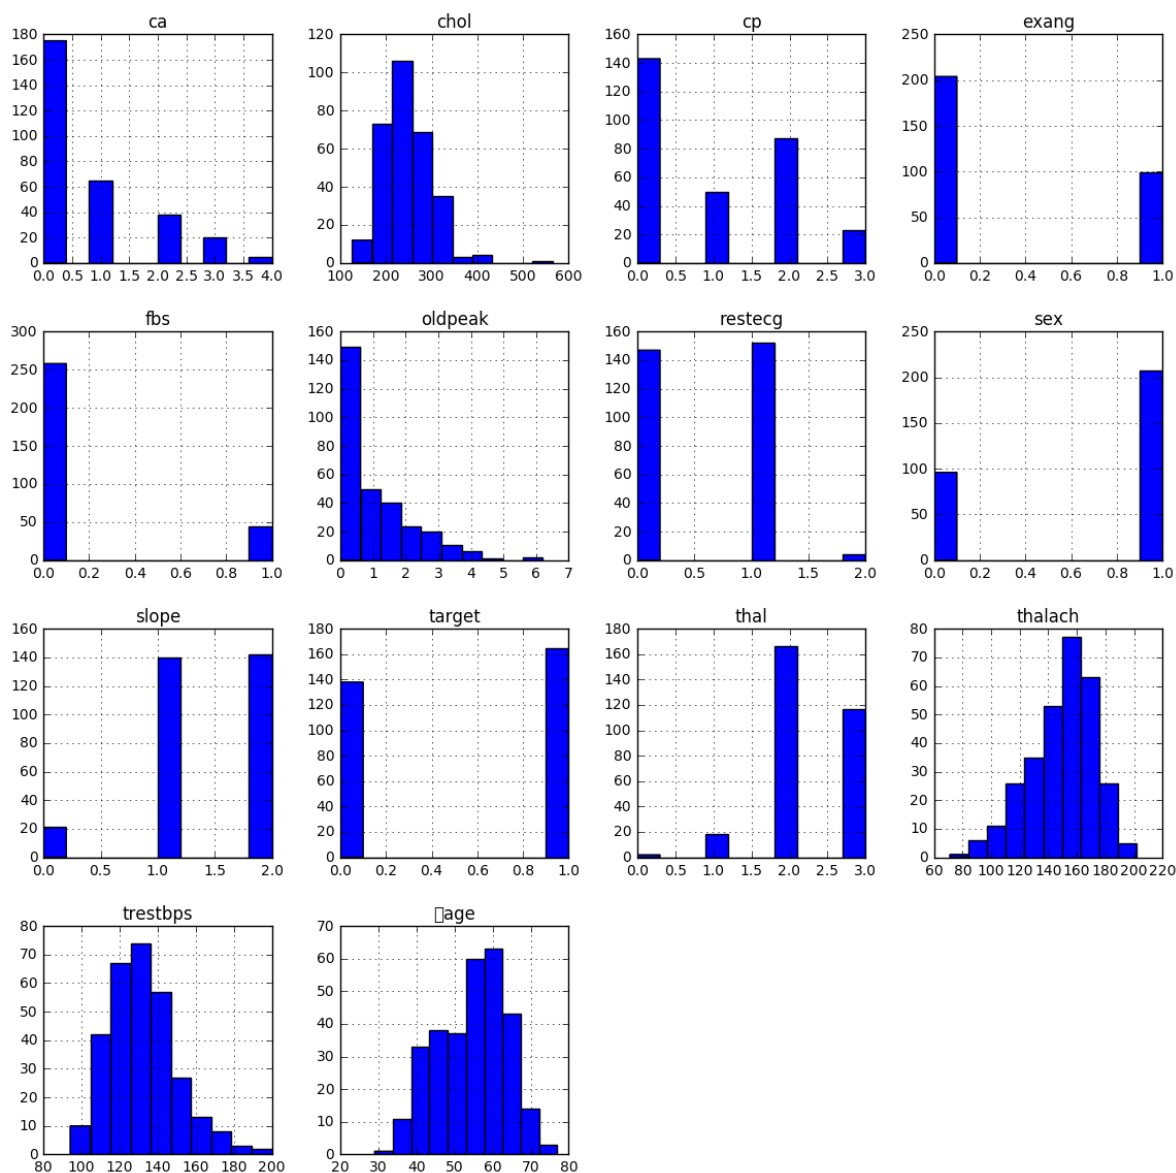 ca chol cp exang
180 120 160 250
160 100 140 200
140 80 120 150
120 60 100 100
100 40 80 50
80 20 60 0
60 0 40
40 20
20 0
0
0.0 0.5 1.0 1.5 2.0 2.5 3.0 3.5 4.0 100 200 300 400 500 600 0.0 0.5 1.0 1.5 2.0 2.5 3.0 0.0 0.2 0.4 0.6 0.8 1.0
fbs oldpeak restecg sex
300 160 160 250
250 140 140 200
200 120 120 150
150 100 100 100
100 80 80 50
50 60 60 0
0 40 40
20 20
0 0
0.0 0.2 0.4 0.6 0.8 1.0 0 1 2 3 4 5 6 7 0.0 0.5 1.0 1.5 2.0 0.0 0.2 0.4 0.6 0.8 1.0
slope target thal thalach
160 180 180 80
140 160 160 70
120 140 140 60
100 120 120 50
80 100 100 40
60 80 80 30
40 60 60 20
20 40 40 10
0 20 20 0
0 0
0.0 0.5 1.0 1.5 2.0 0.0 0.2 0.4 0.6 0.8 1.0 0.0 0.5 1.0 1.5 2.0 2.5 3.0 60 80 100 120 140 160 180 200 220
trestbps □age
80 70
70 60
60 50
50 40
40 30
30 20
20 10
10 0
0
80 100 120 140 160 180 200 20 30 40 50 60 70 80